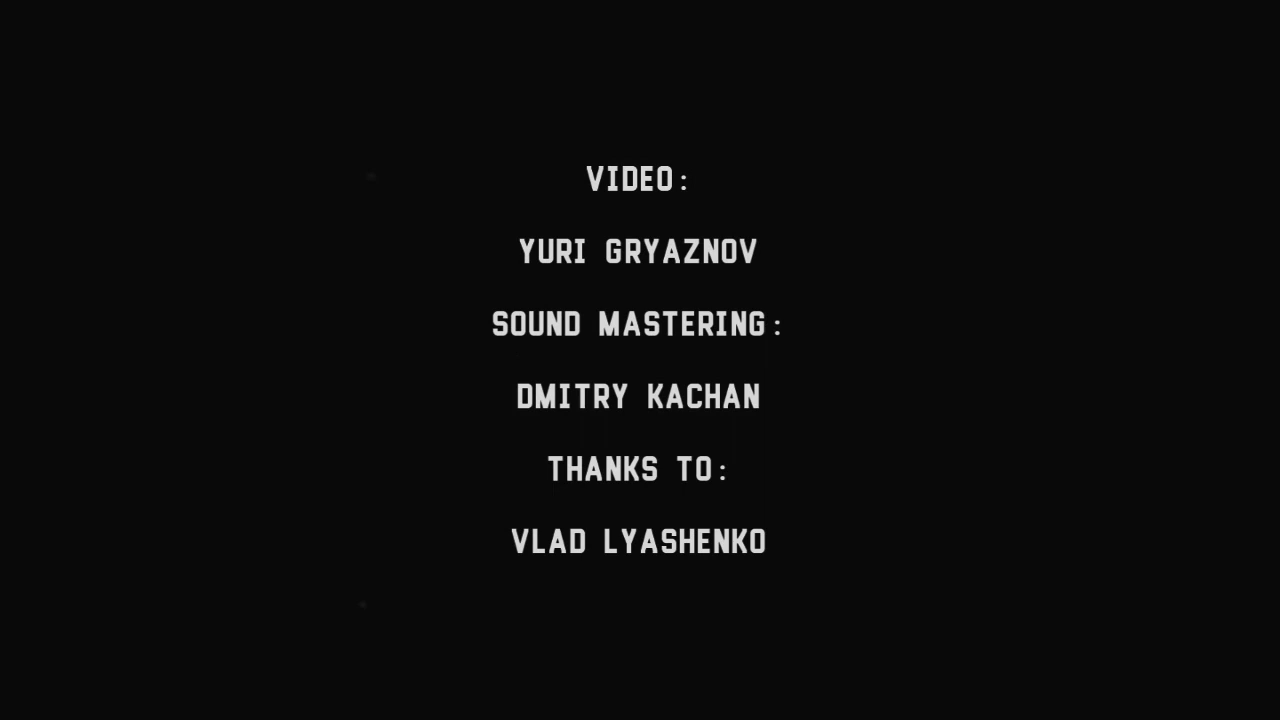 VIDEO:
YURI GRYAZNOV
SOUND MASTERING:
DMITRY KACHAN
THANKS TO:
VLAD LYASHENKO